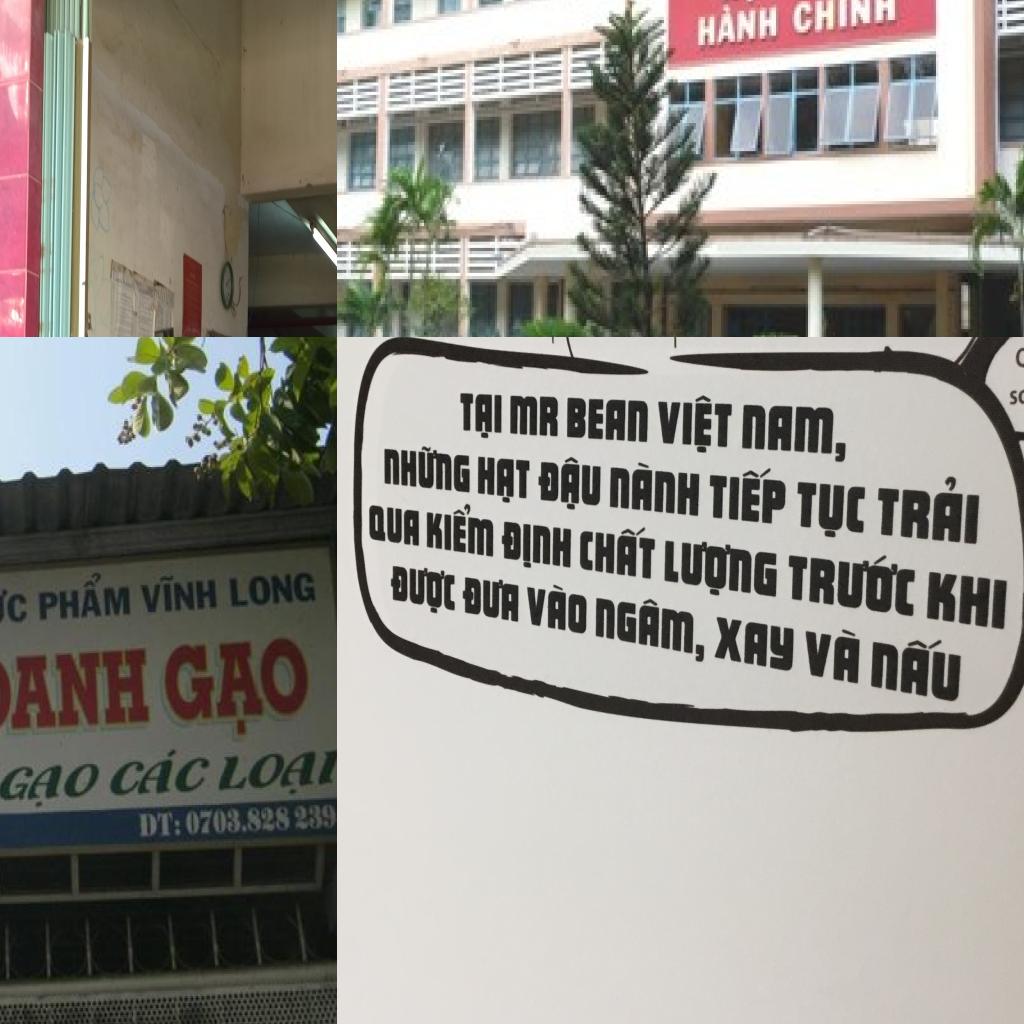 HÀNH CHÍNH
PHẨM VĨNH LONG
GẠO
GẠO CÁC LOẠI
DT: 0703.828 239
TẠI MR BEAN VIỆT NAM,
NHỮNG HẠT ĐẬU NÀNH TIẾP TỤC TRẢI
QUA KIỂM ĐỊNH CHẤT LƯỢNG TRƯỚC KHI
ĐƯỢC ĐƯA VÀO NGÂM, XAY VÀ NẤU